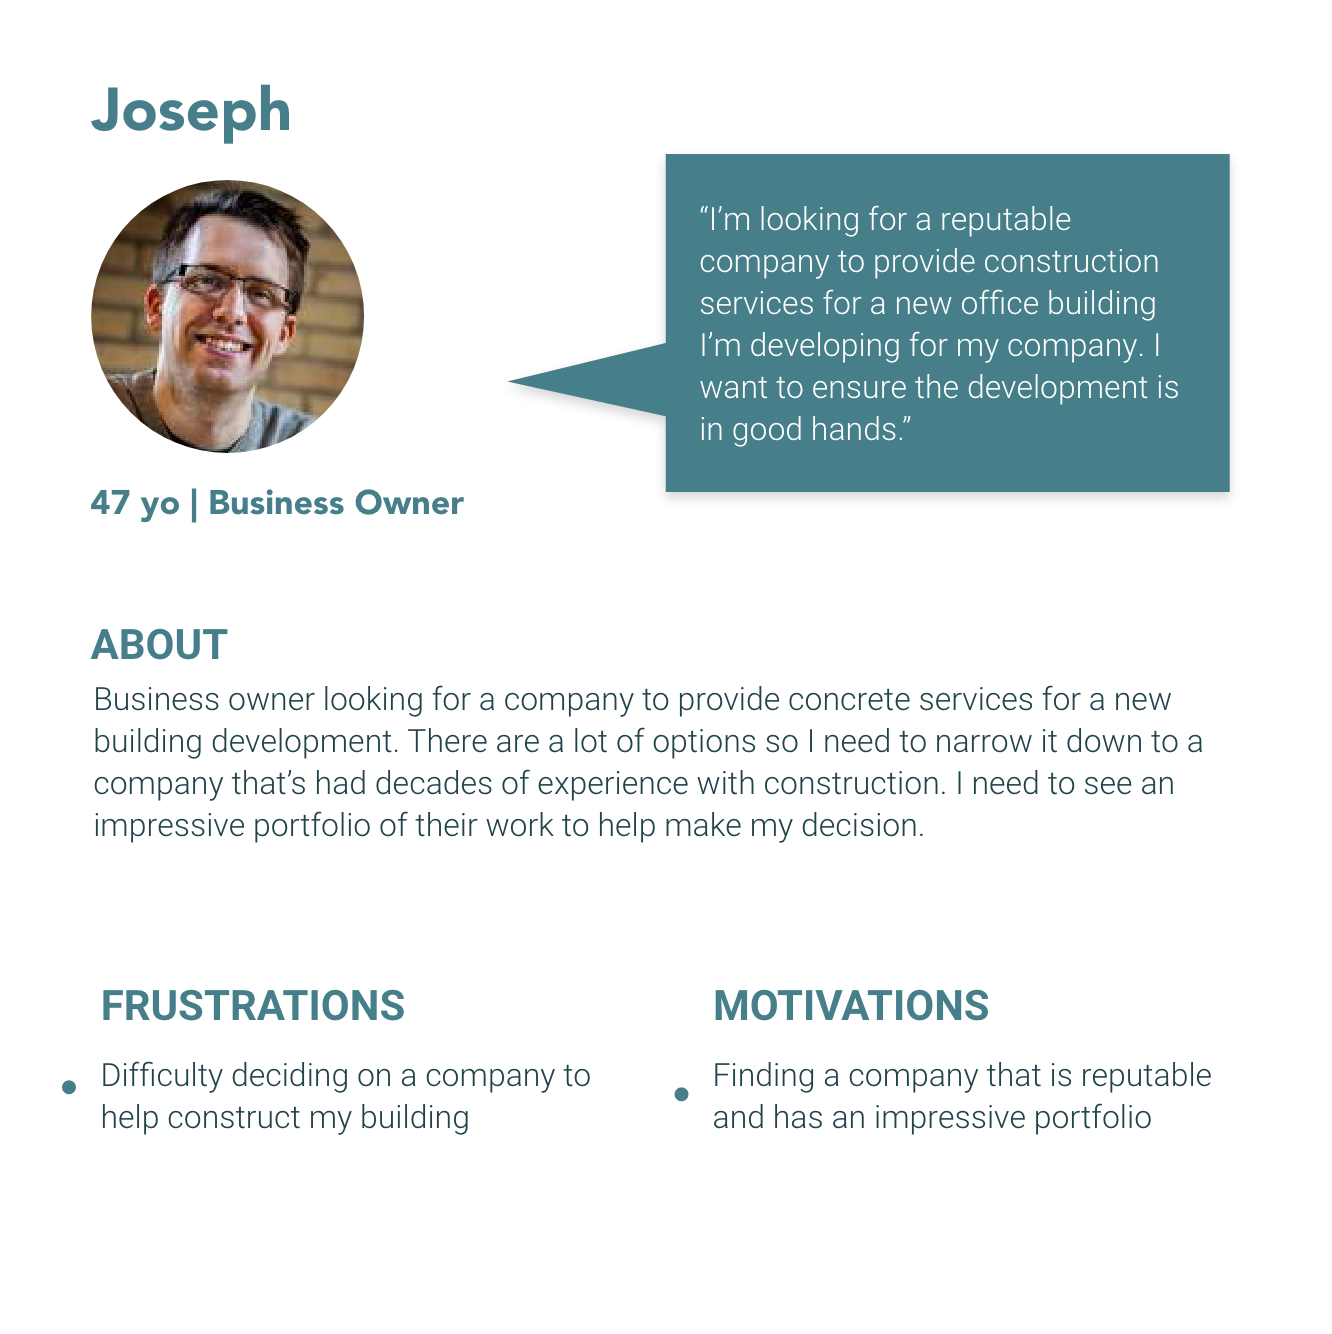 Joseph
“I’m looking for a reputable
company to provide construction
services for a new office building
I’m developing for my company. I
want to ensure the development is
in good hands.”
47 yo | Business Owner
ABOUT
Business owner looking for a company to provide concrete services for a new
building development. There are a lot of options so I need to narrow it down to a
company that’s had decades of experience with construction. I need to see an
impressive portfolio of their work to help make my decision.
FRUSTRATIONS
• Difficulty deciding on a company to
help construct my building
MOTIVATIONS
• Finding a company that is reputable
and has an impressive portfolio